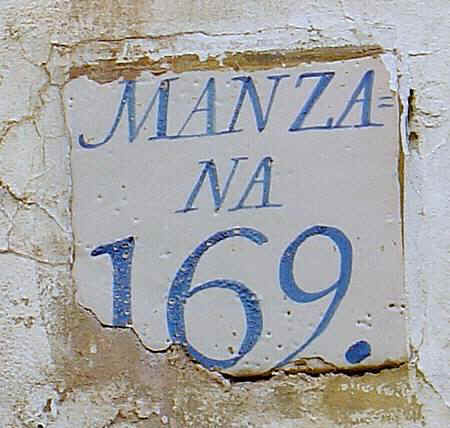 MANZA=
NA
169.